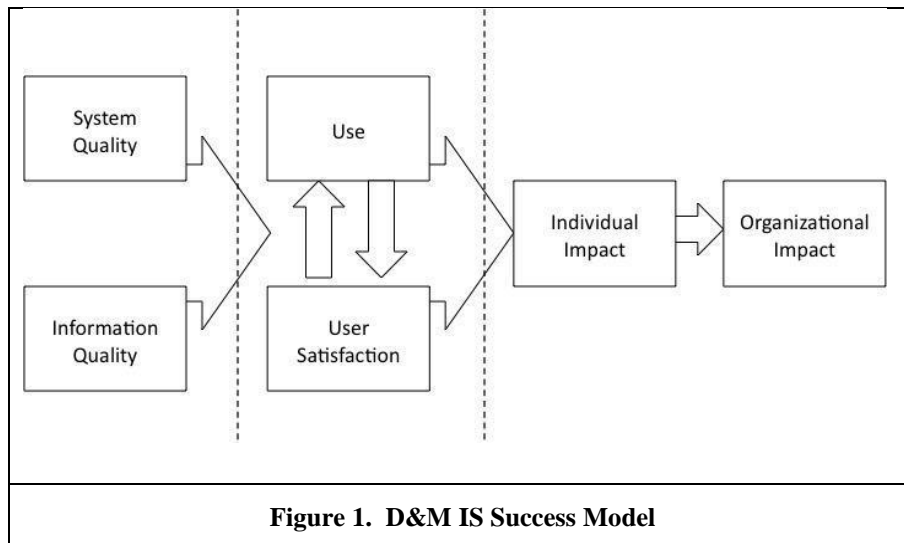 System
Quality
Use
Individual
Impact
Organizational
Impact
Information
Quality
User
Satisfaction
Figure 1.  D&M IS Success Model